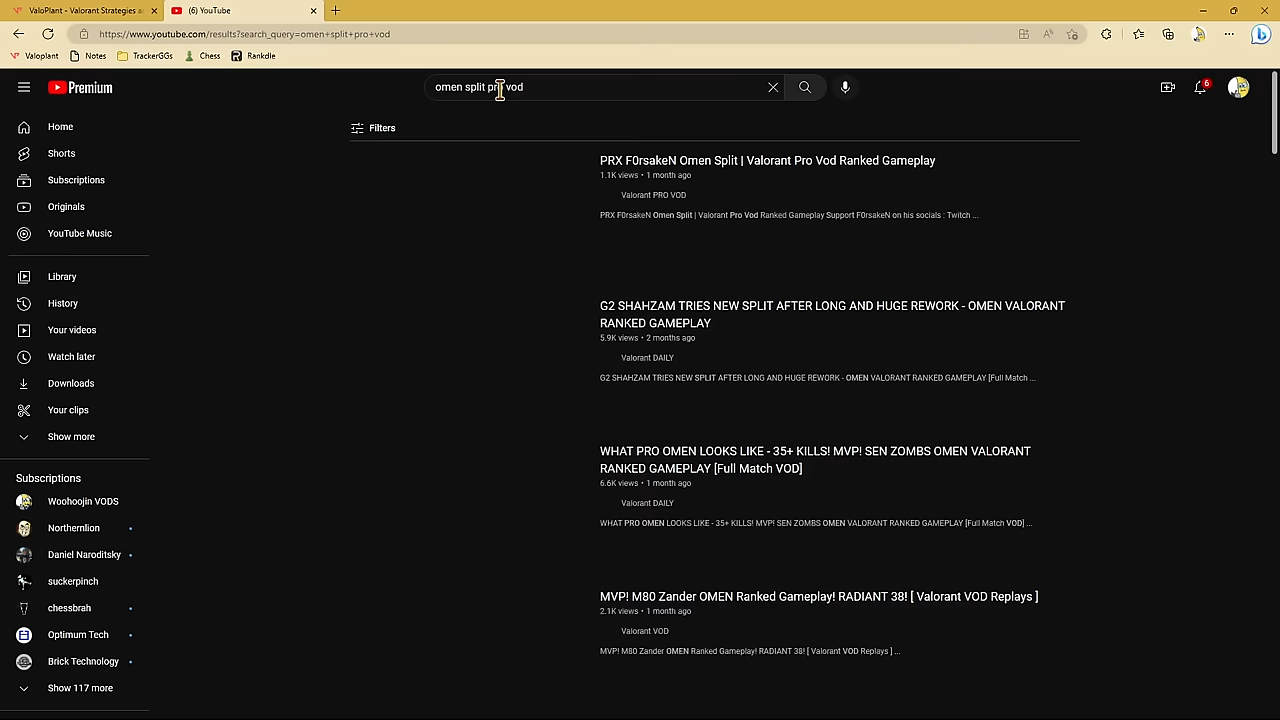 ValoPlant - Valorant Strategies a
(6) YouTube
https://www.youtube.com/results?search_query=omen+split+pro+vod
Valoplant
Notes
TrackerGGs
Chess
Rankdle
Premium
omen split pro vod
6
Home
Shorts
Subscriptions
Originals
YouTube Music
Library
History
Your videos
Watch later
Downloads
Your clips
Show more
Subscriptions
Woohoojin VODS
Northernlion
Daniel Naroditsky
suckerpinch
chessbrah
Optimum Tech
Brick Technology
Show 117 more
Filters
PRX F0rsakeN Omen Split | Valorant Pro Vod Ranked Gameplay
1.1K views • 1 month ago
Valorant PRO VOD
PRX F0rsakeN Omen Split | Valorant Pro Vod Ranked Gameplay Support F0rsakeN on his socials : Twitch ...
G2 SHAHZAM TRIES NEW SPLIT AFTER LONG AND HUGE REWORK - OMEN VALORANT
RANKED GAMEPLAY
5.9K views • 2 months ago
Valorant DAILY
G2 SHAHZAM TRIES NEW SPLIT AFTER LONG AND HUGE REWORK - OMEN VALORANT RANKED GAMEPLAY [Full Match ...
WHAT PRO OMEN LOOKS LIKE - 35+ KILLS! MVP! SEN ZOMBS OMEN VALORANT
RANKED GAMEPLAY [Full Match VOD]
6.6K views • 1 month ago
Valorant DAILY
WHAT PRO OMEN LOOKS LIKE - 35+ KILLS! MVP! SEN ZOMBS OMEN VALORANT RANKED GAMEPLAY [Full Match VOD] ...
MVP! M80 Zander OMEN Ranked Gameplay! RADIANT 38! [ Valorant VOD Replays ]
2.1K views • 1 month ago
Valorant VOD
MVP! M80 Zander OMEN Ranked Gameplay! RADIANT 38! [ Valorant VOD Replays ] ...